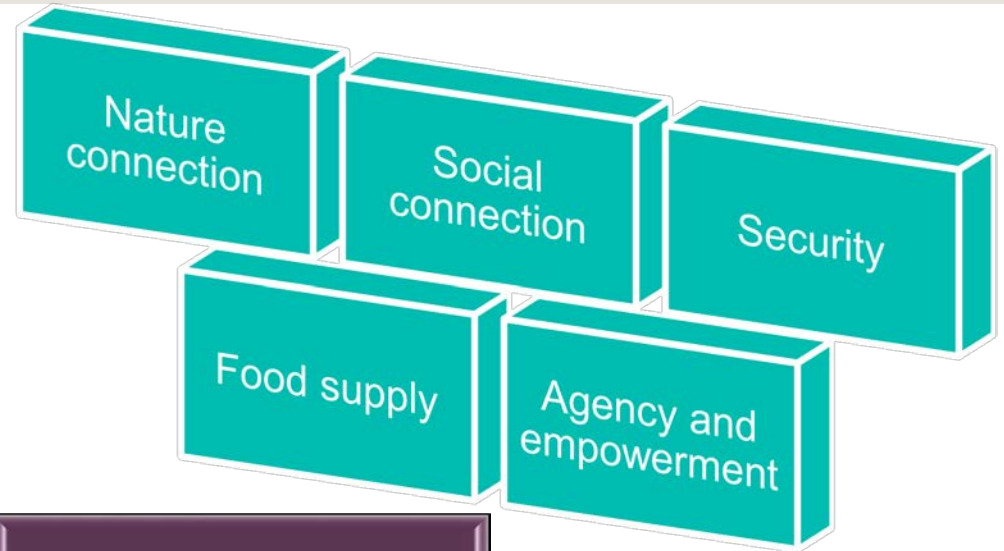 Nature
connection
Social
connection
Security
Food supply
Agency and
empowerment